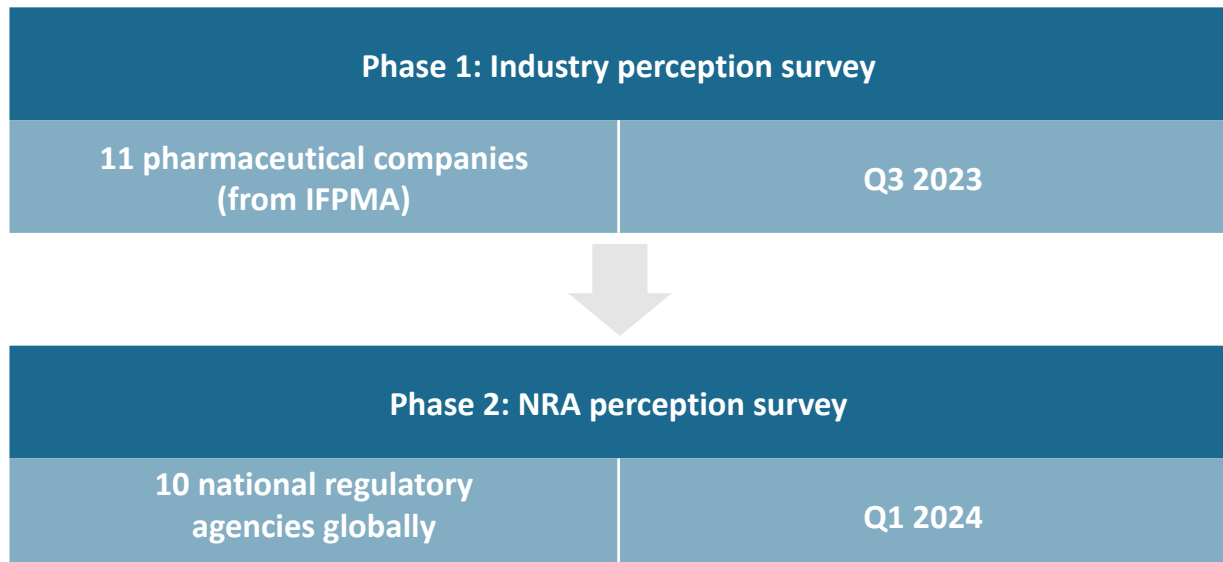 Phase 1: Industry perception survey
11 pharmaceutical companies
(from IFPMA)
Q3 2023
Phase 2: NRA perception survey
10 national regulatory
agencies globally
Q1 2024